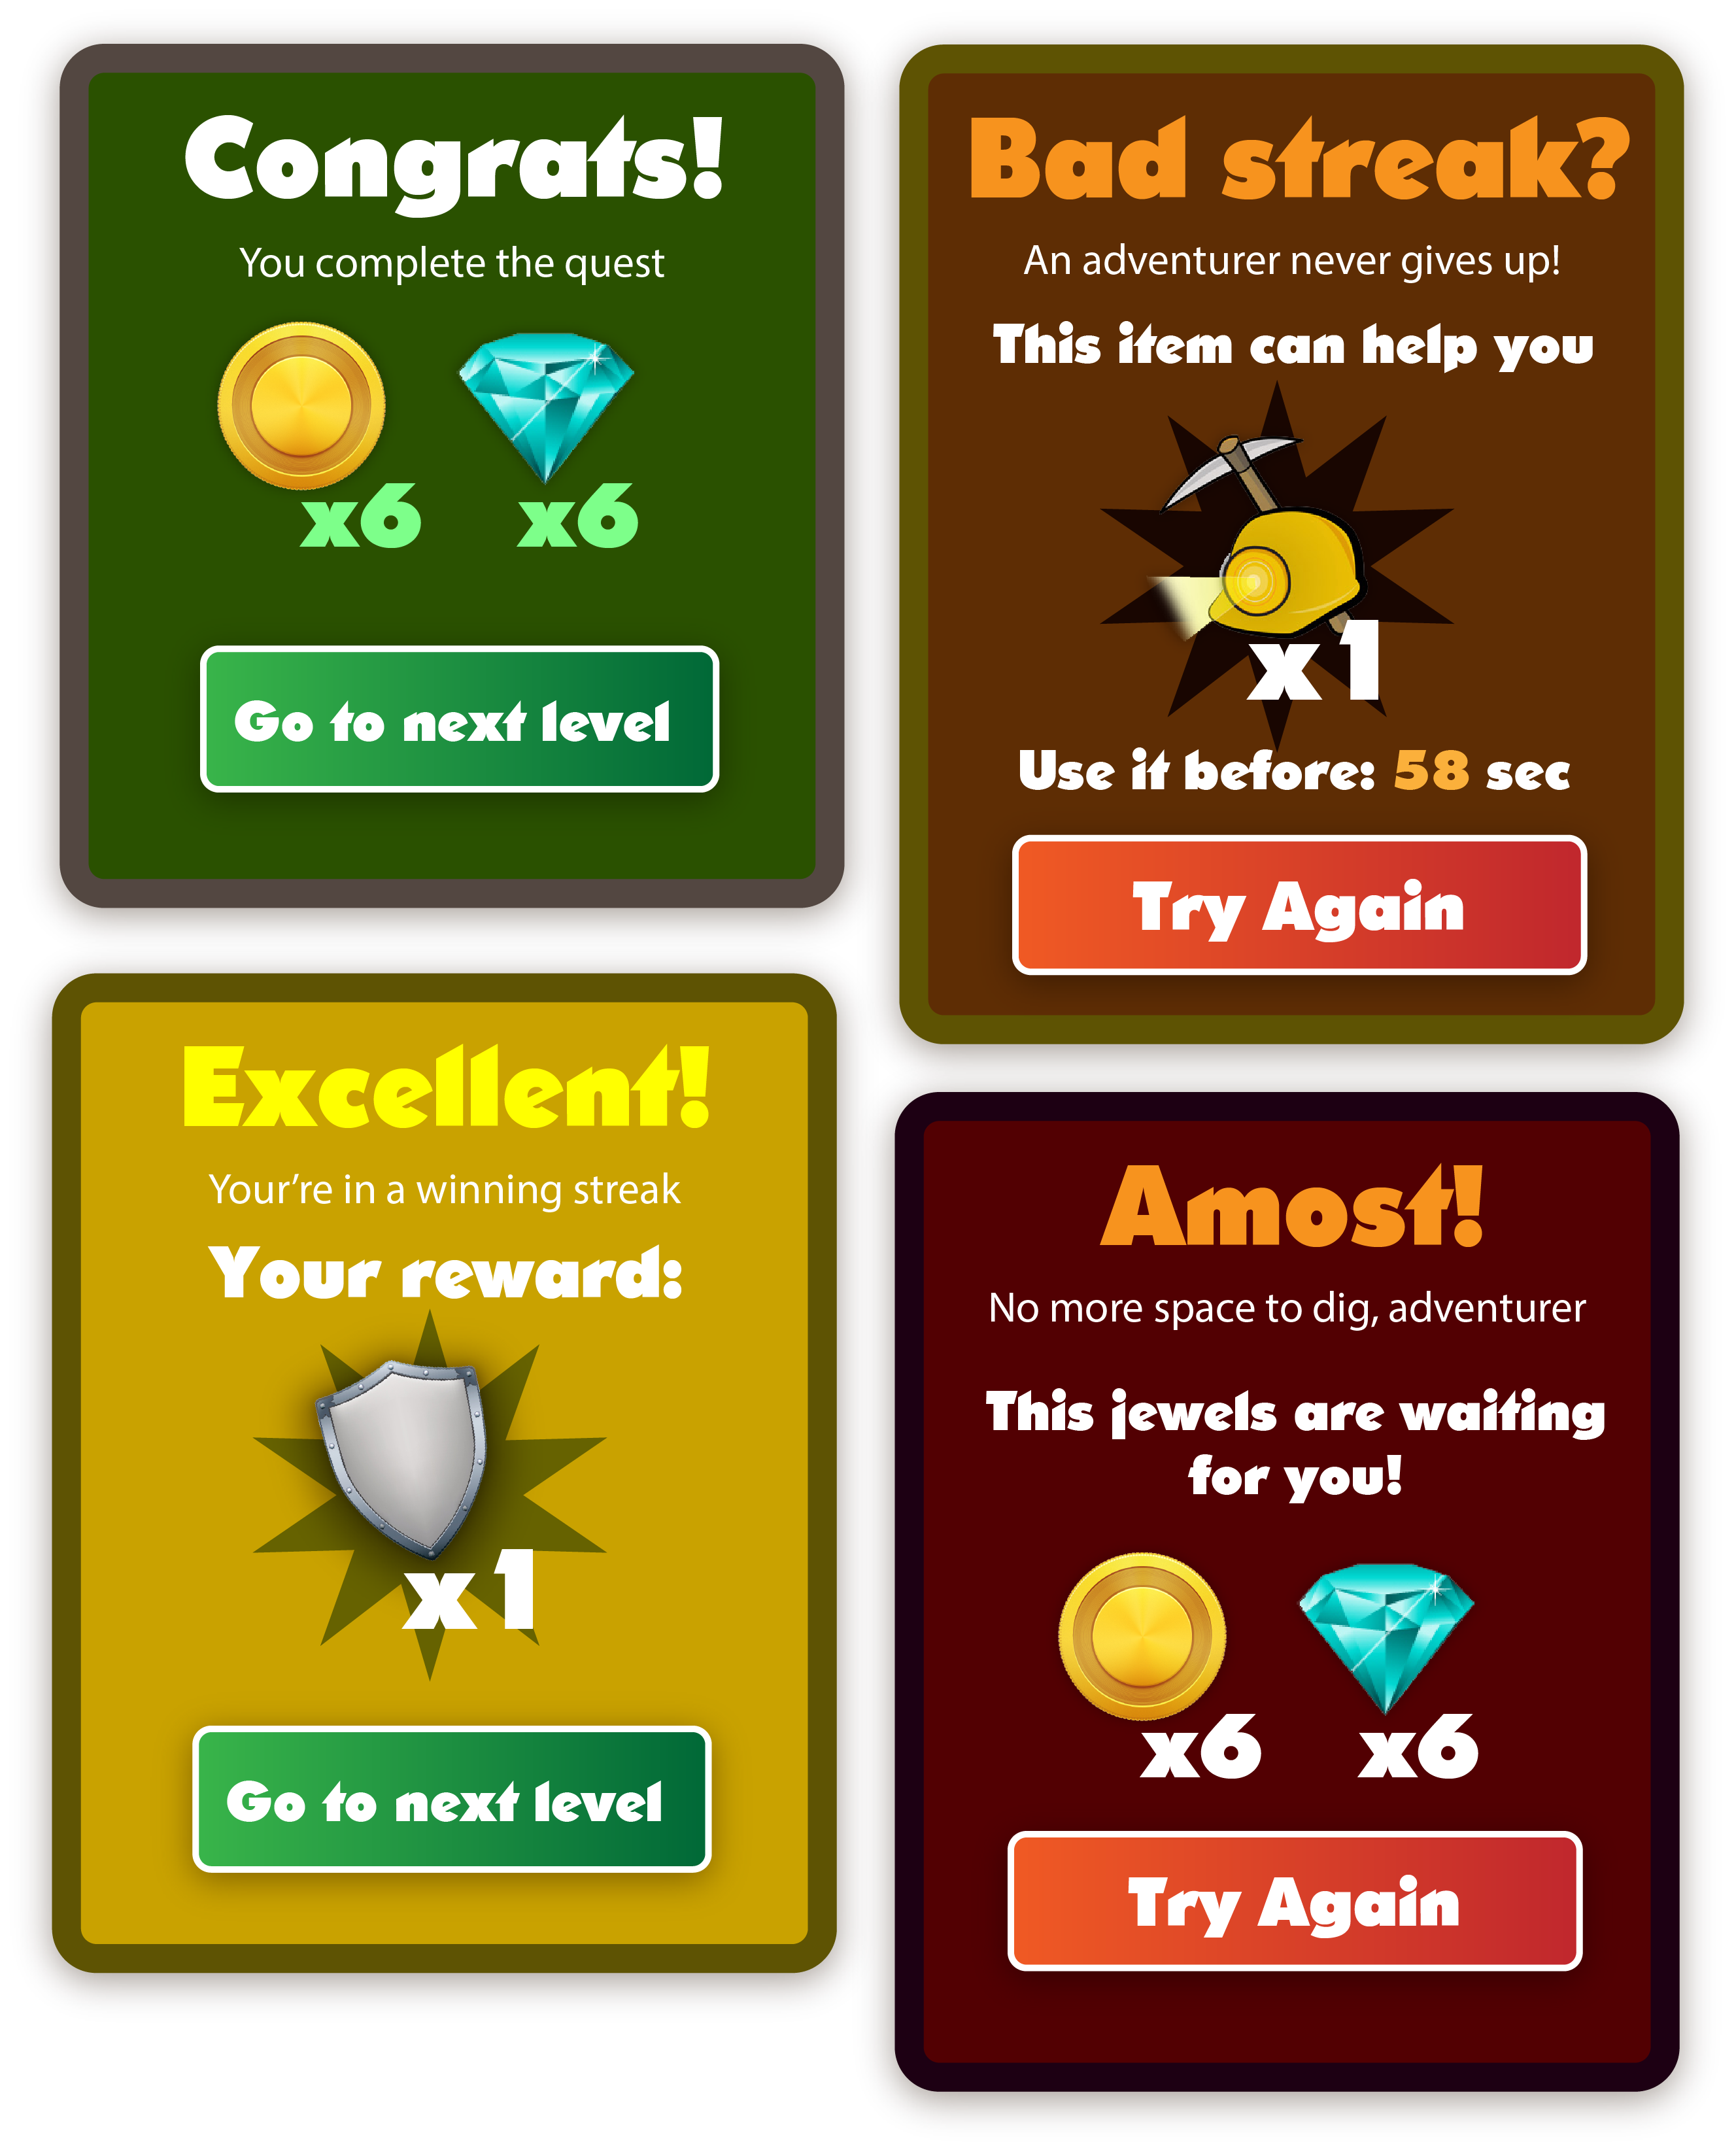 Congrats!
You complete the quest
x6 x6
Go to next level
Bad streak?
An adventurer never gives up!
This item can help you
x1
Use it before: 58 sec
Try Again
Excellent!
Your’re in a winning streak
Your reward:
x1
Go to next level
Amost!
No more space to dig, adventurer
This jewels are waiting
for you!
x6 x6
Try Again